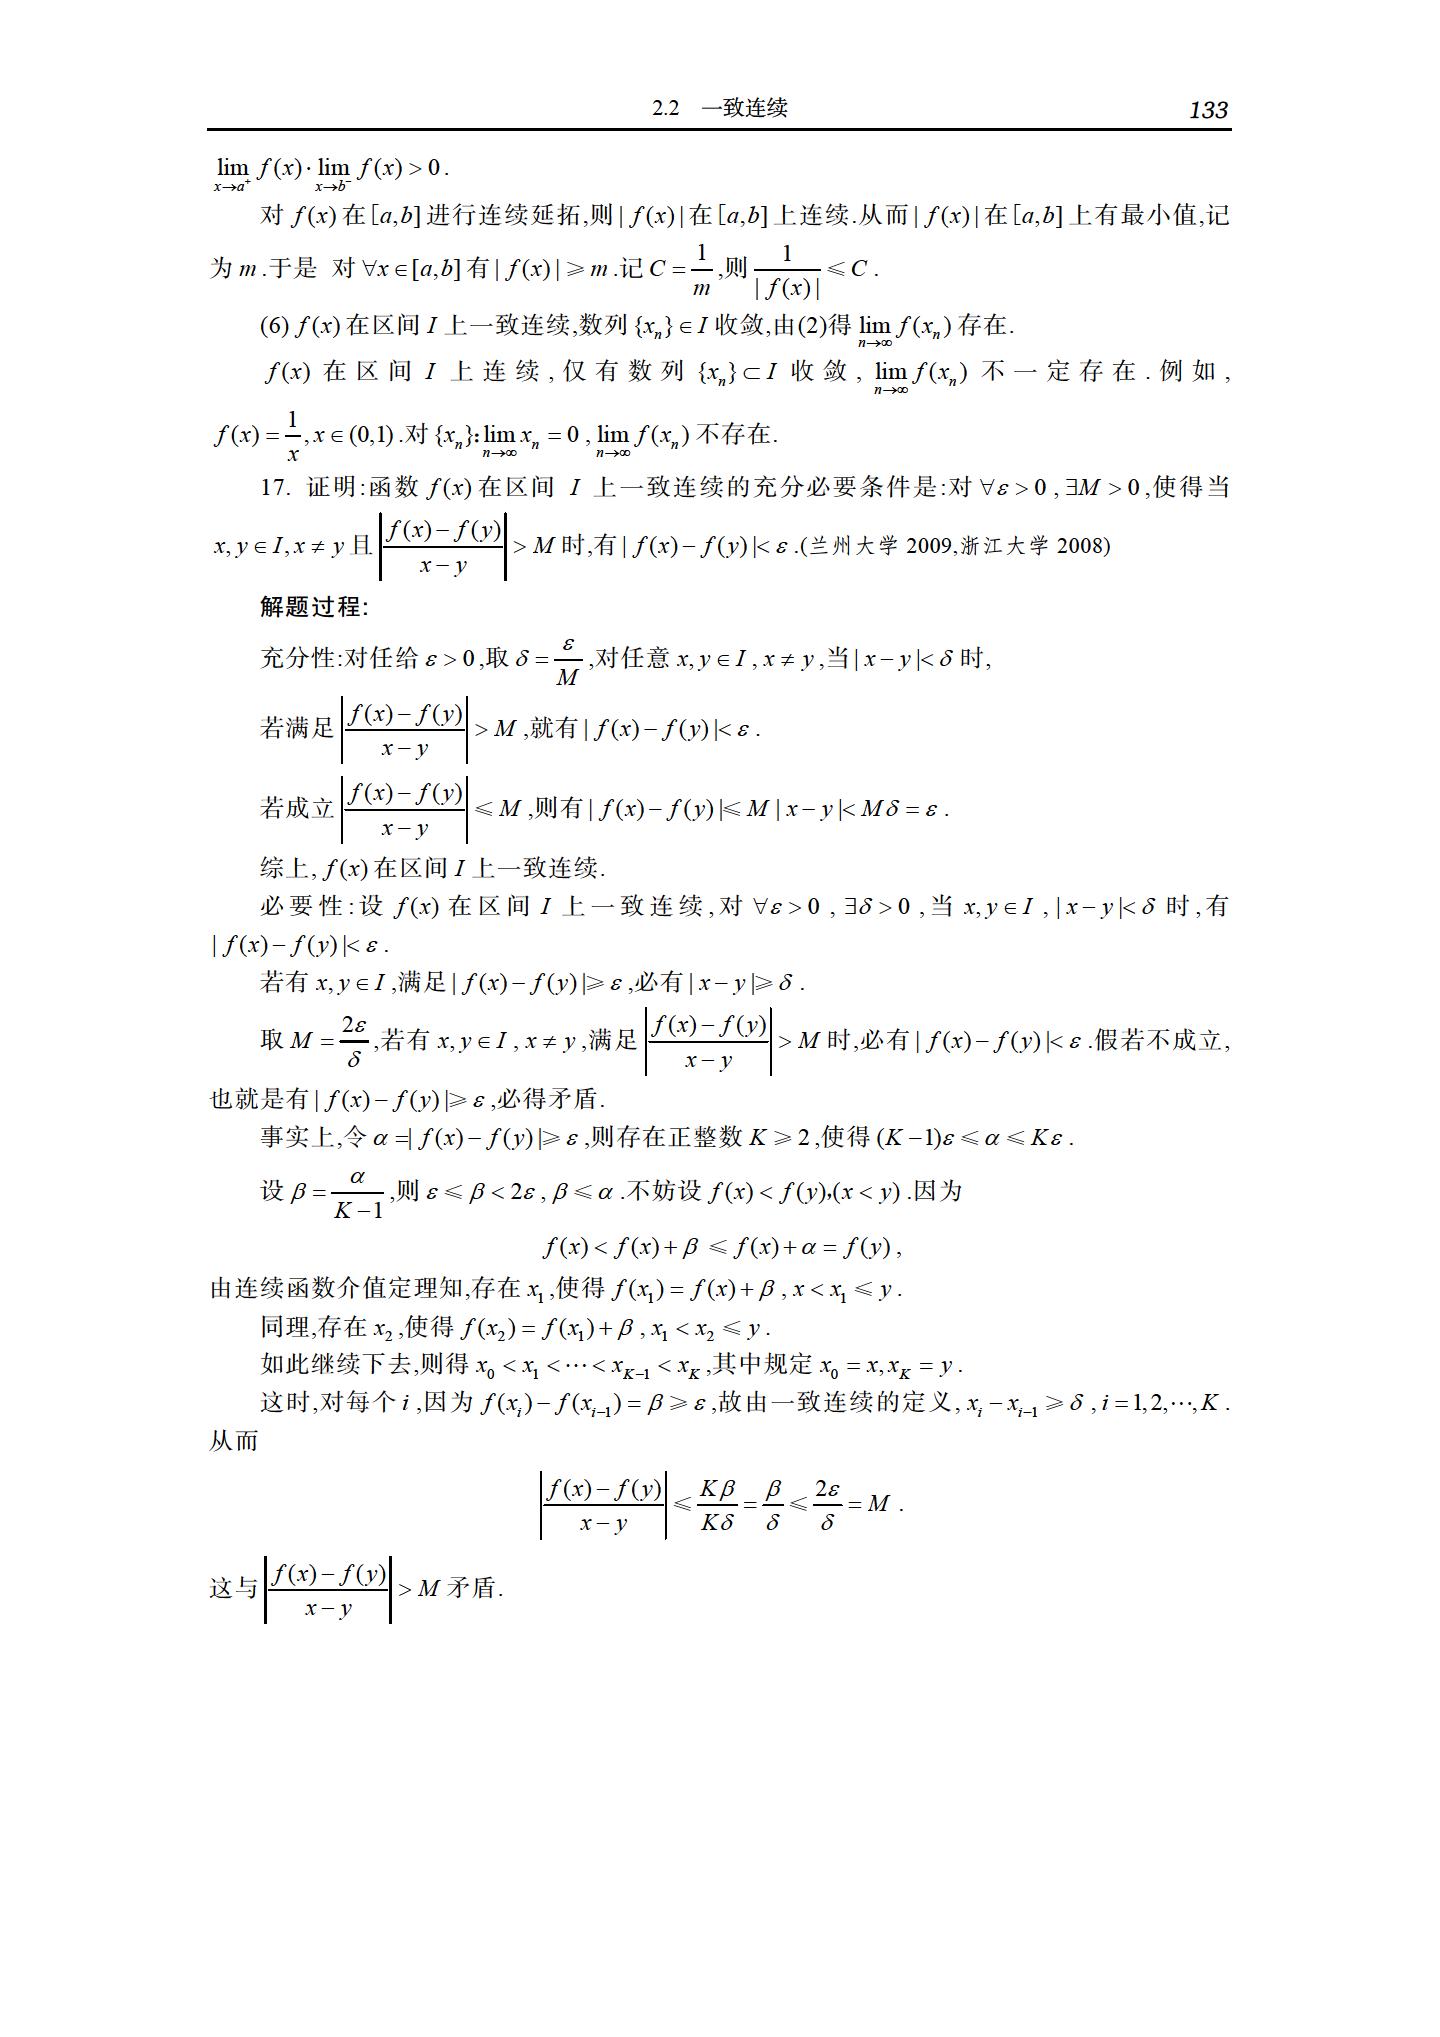 2.2 一致连续 133
$\lim_{x\to a^+} f(x)\cdot\lim_{x\to b^-} f(x)>0$.
对 $f(x)$ 在 $[a,b]$ 进行连续延拓,则 $|f(x)|$ 在 $[a,b]$ 上连续.从而 $|f(x)|$ 在 $[a,b]$ 上有最小值,记
为 $m$.于是 对 $\forall x\in[a,b]$ 有 $|f(x)|\geqslant m$.记 $C=\frac{1}{m}$,则 $\frac{1}{|f(x)|}\leqslant C$.
(6) $f(x)$ 在区间 $I$ 上一致连续,数列 $\{x_n\}\in I$ 收敛,由(2)得 $\lim_{n\to\infty} f(x_n)$ 存在.
$f(x)$ 在区间 $I$ 上连续,仅有数列 $\{x_n\}\subset I$ 收敛, $\lim_{n\to\infty} f(x_n)$ 不一定存在.例如,
$f(x)=\frac{1}{x},x\in(0,1)$.对 $\{x_n\}:\lim_{n\to\infty} x_n=0$, $\lim_{n\to\infty} f(x_n)$ 不存在.
17. 证明:函数 $f(x)$ 在区间 $I$ 上一致连续的充分必要条件是:对 $\forall\varepsilon>0$, $\exists M>0$,使得当
$x,y\in I,x\neq y$ 且 $\left|\frac{f(x)-f(y)}{x-y}\right|>M$ 时,有 $|f(x)-f(y)|<\varepsilon$.(兰州大学 2009,浙江大学 2008)
解题过程:
充分性:对任给 $\varepsilon>0$,取 $\delta=\frac{\varepsilon}{M}$,对任意 $x,y\in I$, $x\neq y$,当 $|x-y|<\delta$ 时,
若满足 $\left|\frac{f(x)-f(y)}{x-y}\right|>M$,就有 $|f(x)-f(y)|<\varepsilon$.
若成立 $\left|\frac{f(x)-f(y)}{x-y}\right|\leqslant M$,则有 $|f(x)-f(y)|\leqslant M|x-y|<M\delta=\varepsilon$.
综上, $f(x)$ 在区间 $I$ 上一致连续.
必要性:设 $f(x)$ 在区间 $I$ 上一致连续,对 $\forall\varepsilon>0$, $\exists\delta>0$,当 $x,y\in I$, $|x-y|<\delta$ 时,有
$|f(x)-f(y)|<\varepsilon$.
若有 $x,y\in I$,满足 $|f(x)-f(y)|\geqslant\varepsilon$,必有 $|x-y|\geqslant\delta$.
取 $M=\frac{2\varepsilon}{\delta}$,若有 $x,y\in I$, $x\neq y$,满足 $\left|\frac{f(x)-f(y)}{x-y}\right|>M$ 时,必有 $|f(x)-f(y)|<\varepsilon$.假若不成立,
也就是有 $|f(x)-f(y)|\geqslant\varepsilon$,必得矛盾.
事实上,令 $\alpha=|f(x)-f(y)|\geqslant\varepsilon$,则存在正整数 $K\geqslant 2$,使得 $(K-1)\varepsilon\leqslant\alpha\leqslant K\varepsilon$.
设 $\beta=\frac{\alpha}{K-1}$,则 $\varepsilon\leqslant\beta<2\varepsilon$, $\beta\leqslant\alpha$.不妨设 $f(x)<f(y),(x<y)$.因为
$f(x)<f(x)+\beta\leqslant f(x)+\alpha=f(y)$,
由连续函数介值定理知,存在 $x_1$,使得 $f(x_1)=f(x)+\beta$, $x<x_1\leqslant y$.
同理,存在 $x_2$,使得 $f(x_2)=f(x_1)+\beta$, $x_1<x_2\leqslant y$.
如此继续下去,则得 $x_0<x_1<\cdots<x_{K-1}<x_K$,其中规定 $x_0=x,x_K=y$.
这时,对每个 $i$,因为 $f(x_i)-f(x_{i-1})=\beta\geqslant\varepsilon$,故由一致连续的定义, $x_i-x_{i-1}\geqslant\delta$, $i=1,2,\cdots,K$.
从而
$\left|\frac{f(x)-f(y)}{x-y}\right|\leqslant\frac{K\beta}{K\delta}=\frac{\beta}{\delta}\leqslant\frac{2\varepsilon}{\delta}=M$.
这与 $\left|\frac{f(x)-f(y)}{x-y}\right|>M$ 矛盾.